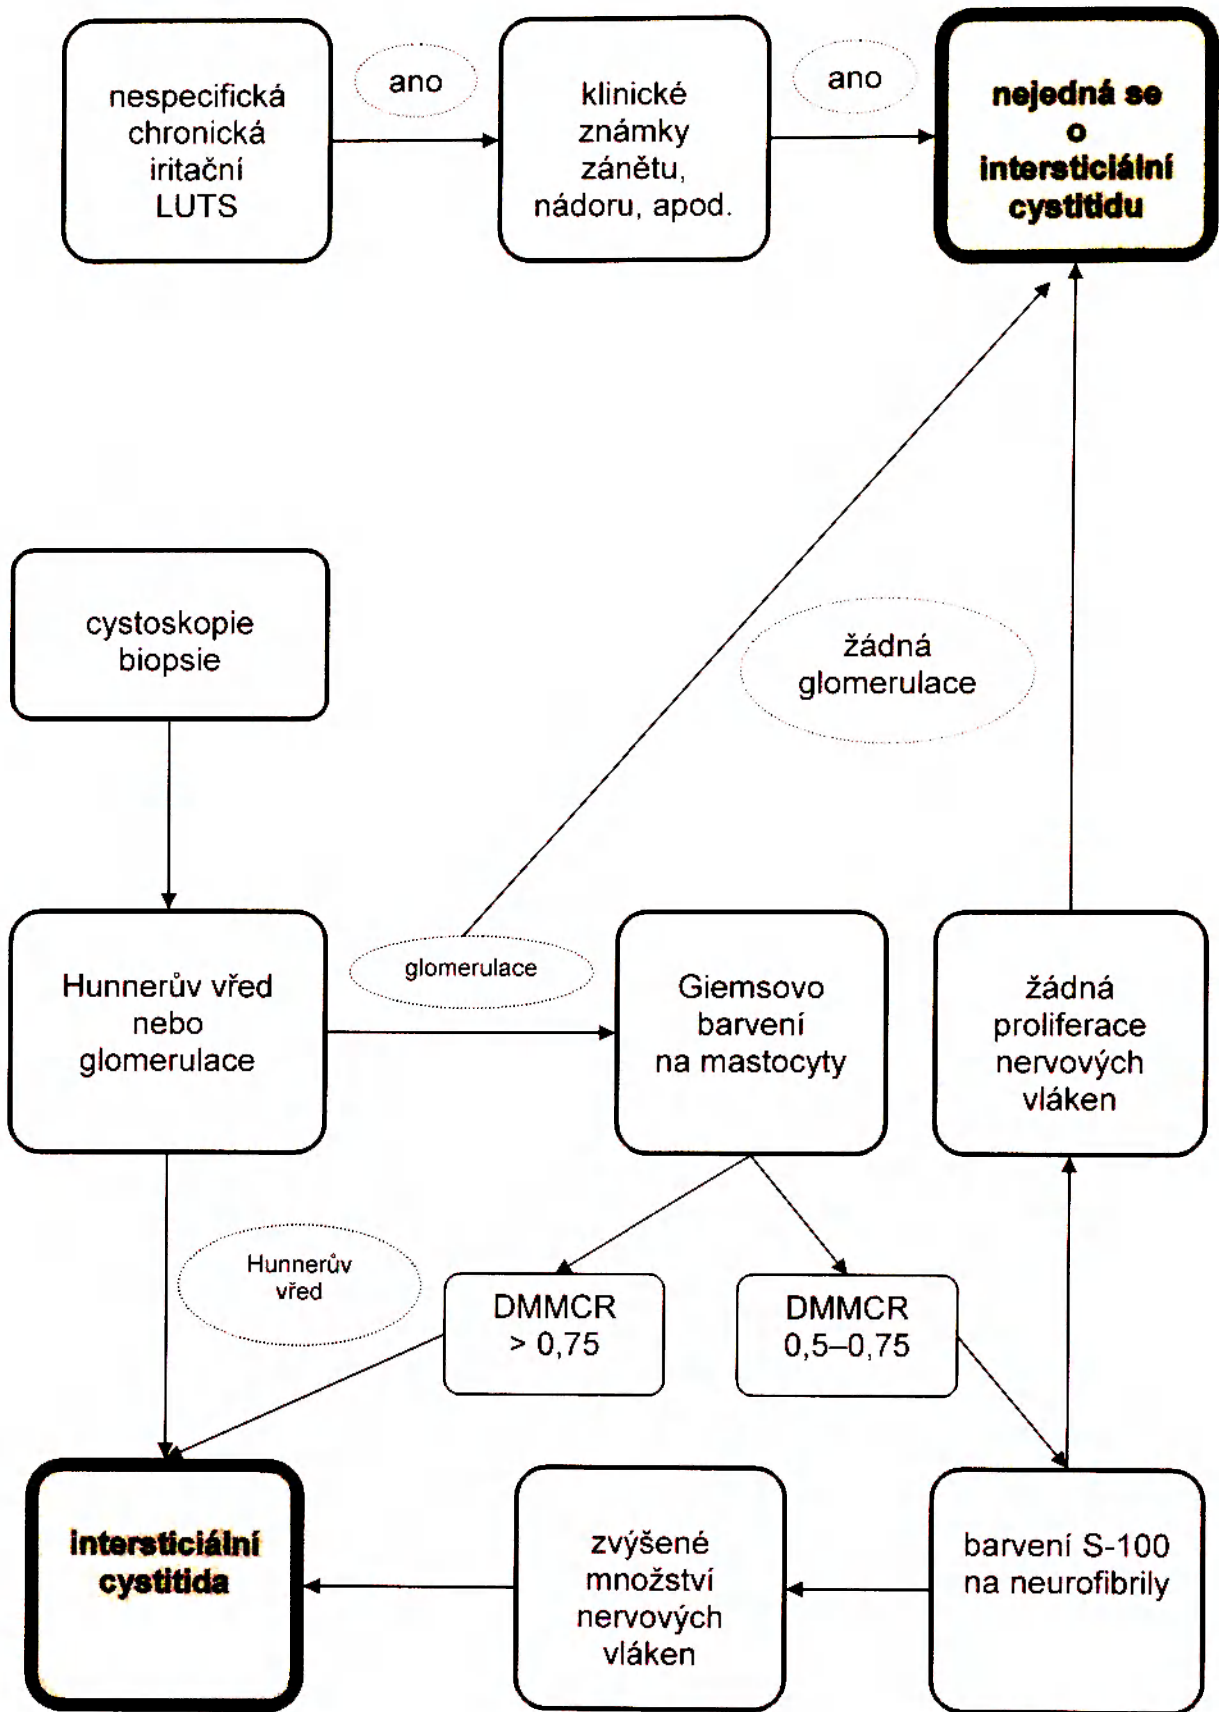 nespecifická
chronická
iritační
LUTS
ano
klinické
známky
zánětu,
nádoru, apod.
ano
nejedná se
o
intersticiální
cystitidu
cystoskopie
biopsie
žádná
glomerulace
Hunnerův vřed
nebo
glomerulace
glomerulace
Giemsovo
barvení
na mastocyty
žádná
proliferace
nervových
vláken
Hunnerův
vřed
DMMCR
> 0,75
DMMCR
0,5–0,75
intersticiální
cystitida
zvýšené
množství
nervových
vláken
barvení S-100
na neurofibrily